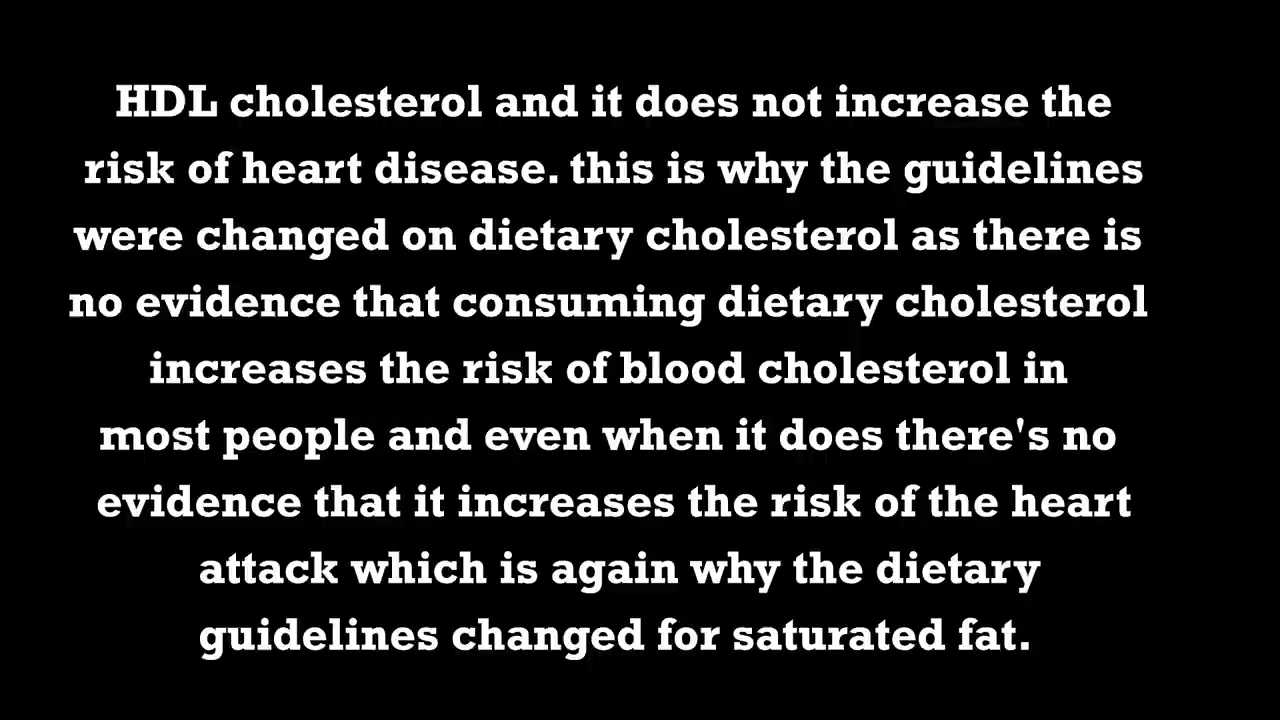 HDL cholesterol and it does not increase the
risk of heart disease. this is why the guidelines
were changed on dietary cholesterol as there is
no evidence that consuming dietary cholesterol
increases the risk of blood cholesterol in
most people and even when it does there's no
evidence that it increases the risk of the heart
attack which is again why the dietary
guidelines changed for saturated fat.